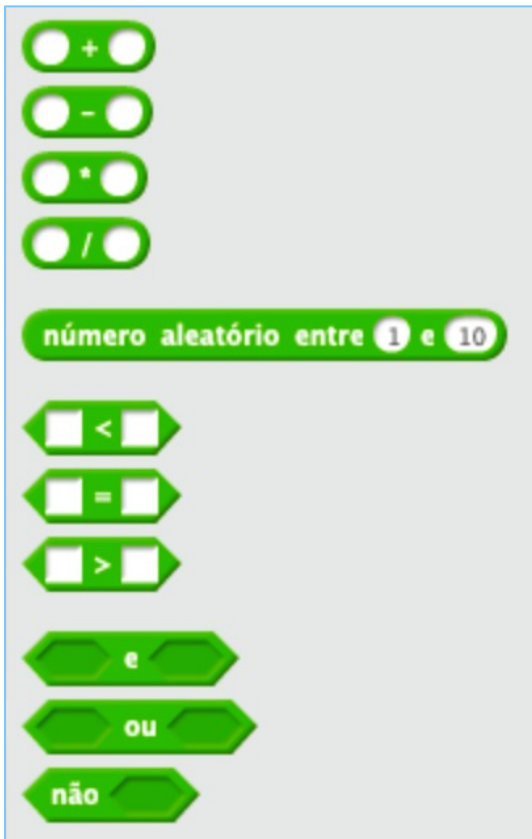 +
-
*
/
número aleatório entre 1 e 10
<
=
>
e
ou
não